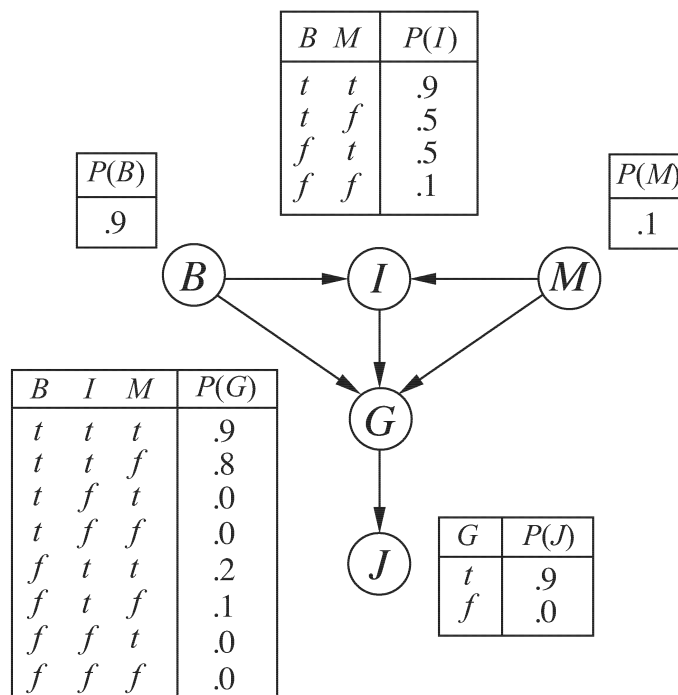 B M P(I)
t t .9
t f .5
f t .5
f f .1
P(B)
.9
P(M)
.1
B
I
M
B I M P(G)
t t t .9
t t f .8
t f t .0
t f f .0
f t t .2
f t f .1
f f t .0
f f f .0
G
J
G P(J)
t .9
f .0